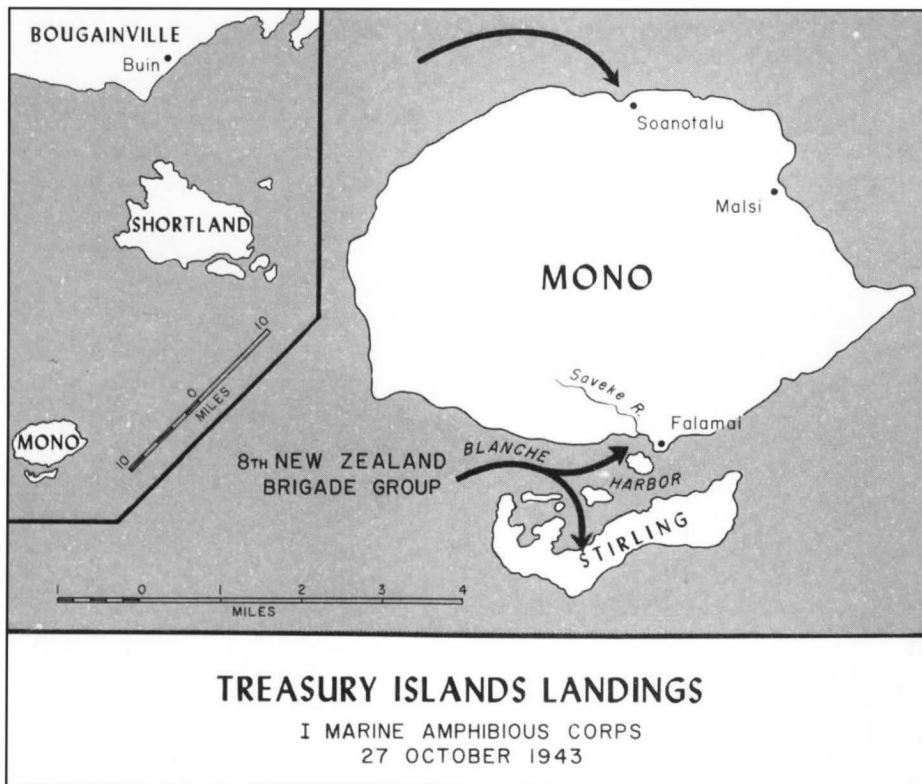 BOUGAINVILLE
Buin
SHORTLAND
10
0
MILES
10
MONO
Soanotalu
Malsi
MONO
Saveke R.
Falamai
8TH NEW ZEALAND
BRIGADE GROUP
BLANCHE
HARBOR
STIRLING
1 0 1 2 3 4
MILES
TREASURY ISLANDS LANDINGS
I MARINE AMPHIBIOUS CORPS
27 OCTOBER 1943